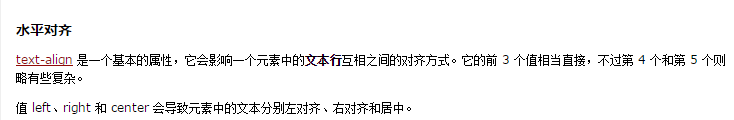 水平对齐
text-align 是一个基本的属性，它会影响一个元素中的文本行互相之间的对齐方式。它的前 3 个值相当直接，不过第 4 个和第 5 个则
略有些复杂。
值 left、right 和 center 会导致元素中的文本分别左对齐、右对齐和居中。